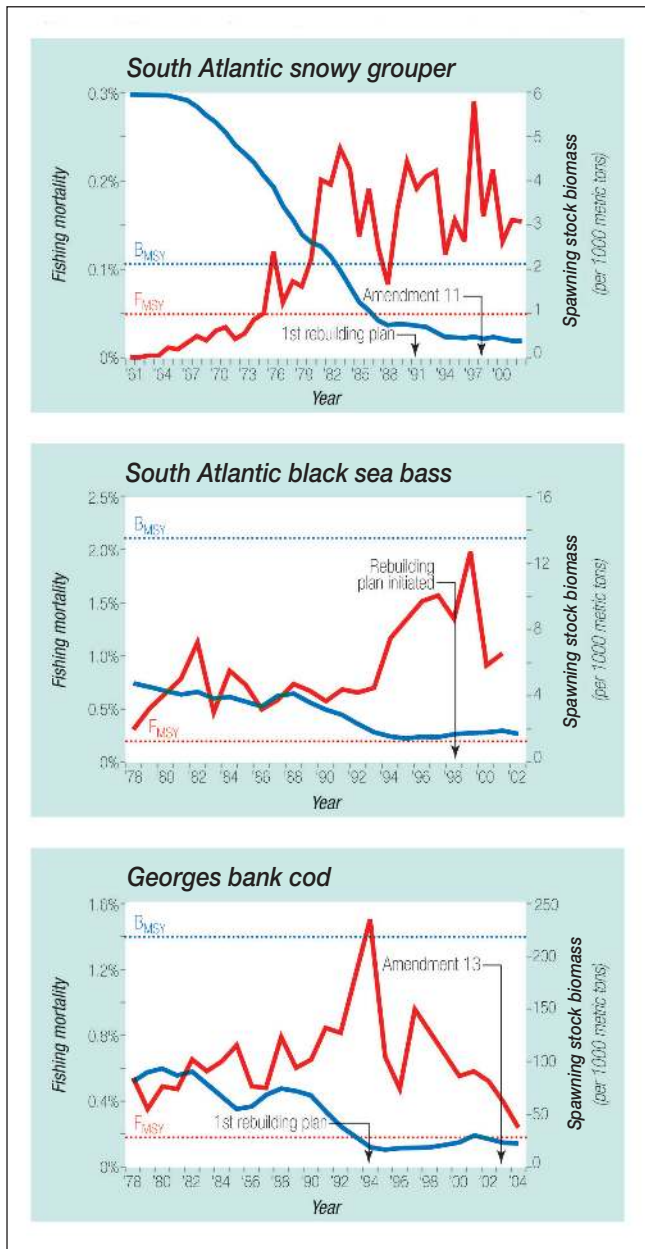 South Atlantic snowy grouper
0.3%
0.2%
0.1%
0%
Fishing mortality
BMSY
FMSY
Amendment 11
1st rebuilding plan
6
5
4
3
2
1
0
Spawning stock biomass
(per 1000 metric tons)
'61 '64 '67 '70 '73 '76 '79 '82 '85 '88 '91 '94 '97 '00
Year
South Atlantic black sea bass
2.5%
2.0%
1.5%
1.0%
0.5%
0%
Fishing mortality
BMSY
FMSY
Rebuilding
plan initiated
16
12
8
4
0
Spawning stock biomass
(per 1000 metric tons)
'78 '80 '82 '84 '86 '88 '90 '92 '94 '96 '98 '00 '02
Year
Georges bank cod
1.6%
1.2%
0.8%
0.4%
0%
Fishing mortality
BMSY
FMSY
Amendment 13
1st rebuilding plan
250
200
150
100
50
0
Spawning stock biomass
(per 1000 metric tons)
'78 '80 '82 '84 '86 '88 '90 '92 '94 '96 '98 '00 '02 '04
Year